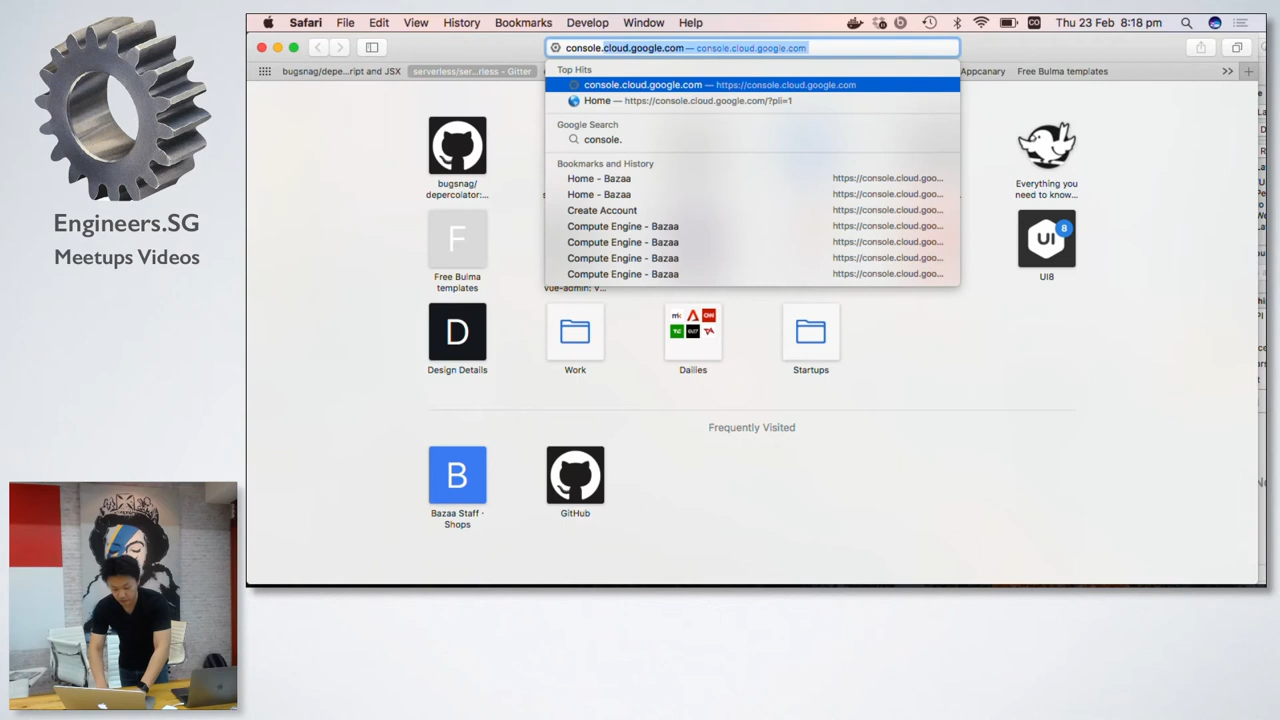 Engineers.SG
Meetups Videos
Safari File Edit View History Bookmarks Develop Window Help
Thu 23 Feb 8:18 pm
console.cloud.google.com — console.cloud.google.com
bugsnag/depe...ript and JSX
serverless/ser...rless - Gitter
Appcanary
Free Bulma templates
Top Hits
console.cloud.google.com — https://console.cloud.google.com
Home — https://console.cloud.google.com/?pli=1
Google Search
console.
Bookmarks and History
Home - Bazaa https://console.cloud.goo...
Home - Bazaa https://console.cloud.goo...
Create Account https://console.cloud.goo...
Compute Engine - Bazaa https://console.cloud.goo...
Compute Engine - Bazaa https://console.cloud.goo...
Compute Engine - Bazaa https://console.cloud.goo...
Compute Engine - Bazaa https://console.cloud.goo...
bugsnag/
depercolator:...
Everything you
need to know...
F
UI
8
Free Bulma
templates
vue-admin: V...
UI8
D
CNN
Design Details
Work
Dailies
Startups
Frequently Visited
B
Bazaa Staff ·
Shops
GitHub